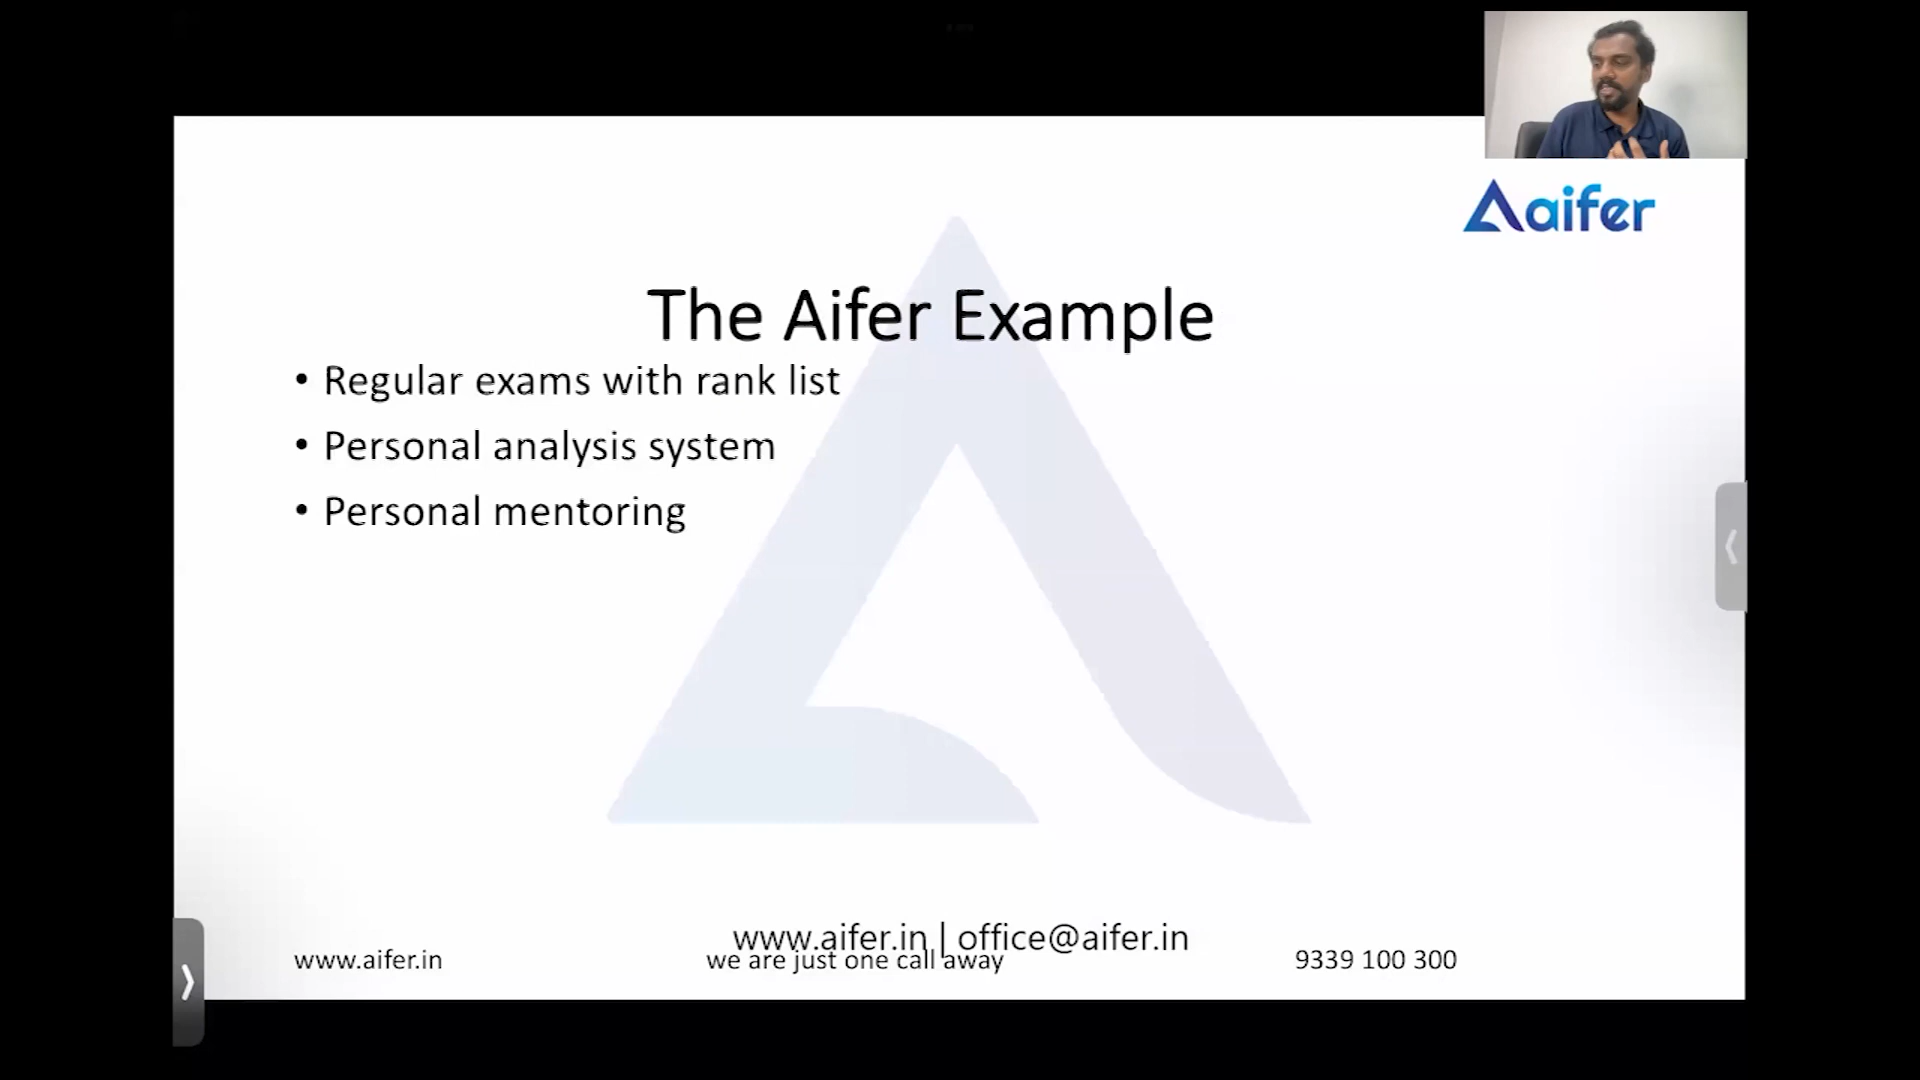 aifer
The Aifer Example
• Regular exams with rank list
• Personal analysis system
• Personal mentoring
www.aifer.in | office@aifer.in
www.aifer.in
we are just one call away
9339 100 300